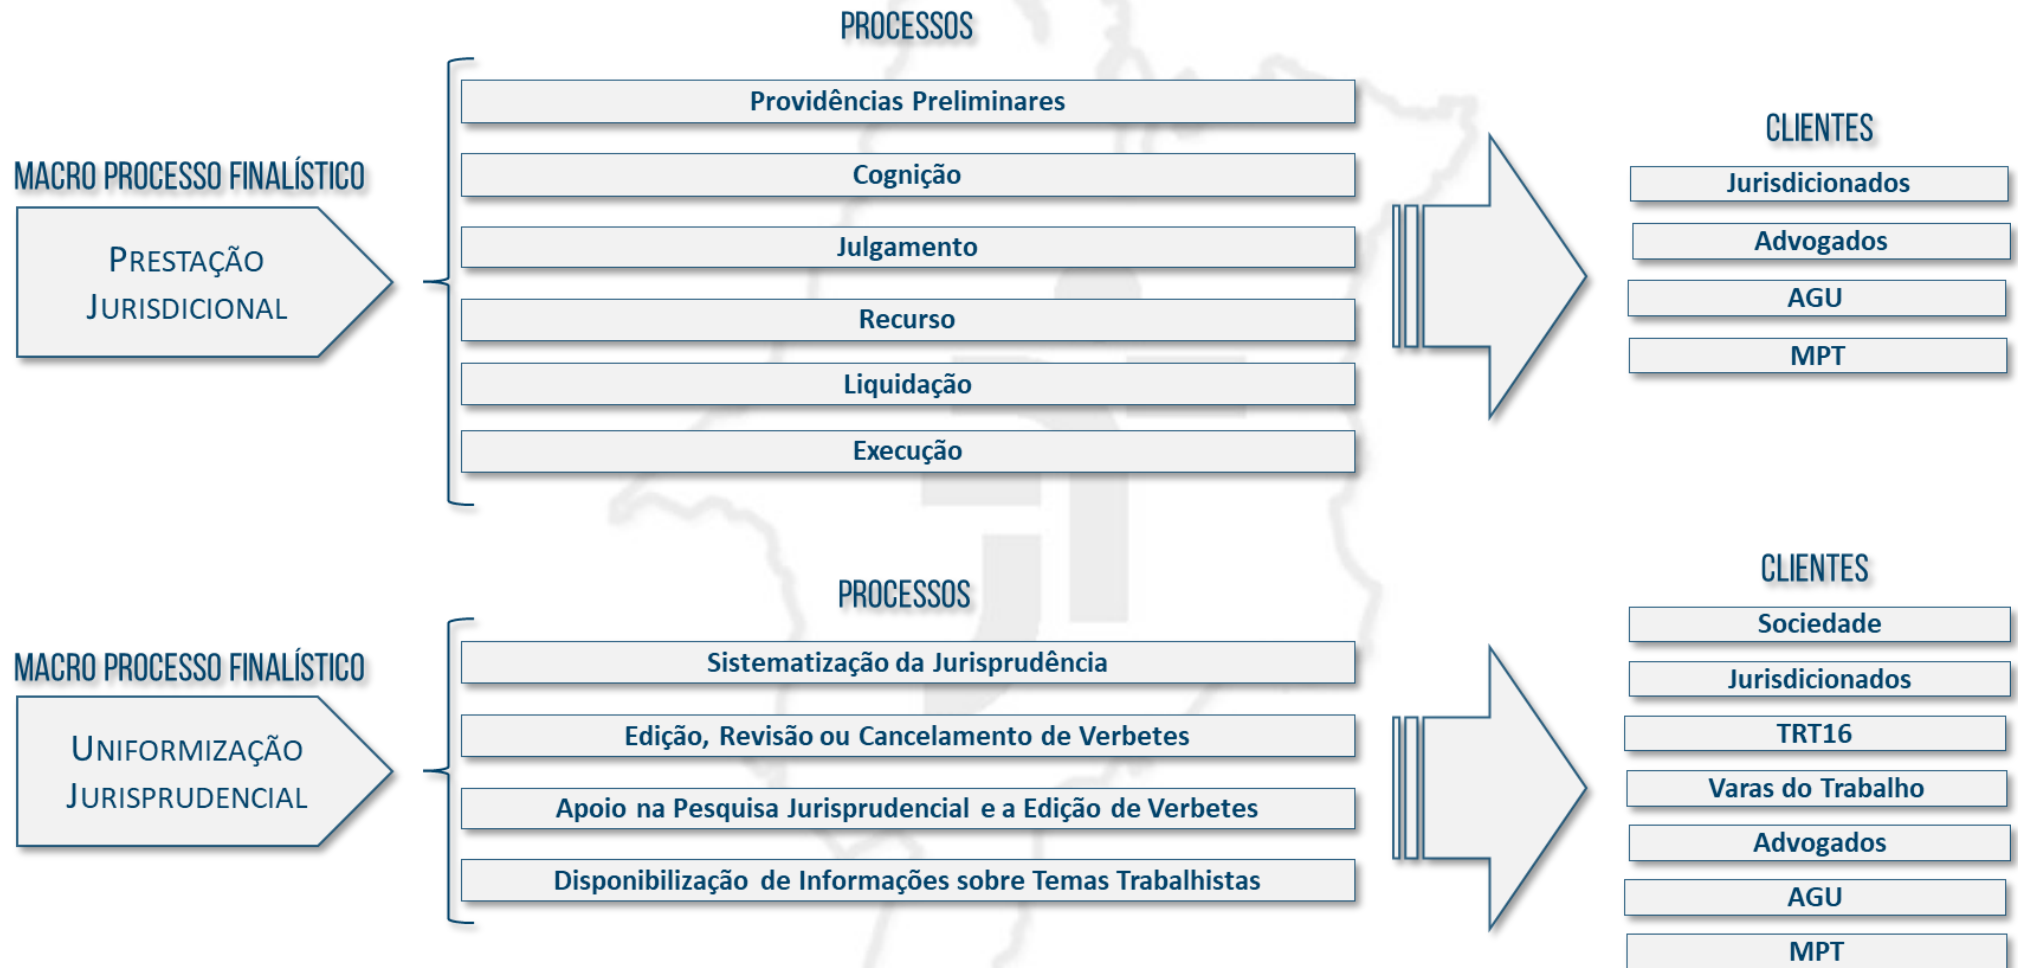 PROCESSOS
Providências Preliminares
Cognição
Julgamento
Recurso
Liquidação
Execução
MACRO PROCESSO FINALÍSTICO
PRESTAÇÃO
JURISDICIONAL
CLIENTES
Jurisdicionados
Advogados
AGU
MPT
PROCESSOS
Sistematização da Jurisprudência
Edição, Revisão ou Cancelamento de Verbetes
Apoio na Pesquisa Jurisprudencial e a Edição de Verbetes
Disponibilização de Informações sobre Temas Trabalhistas
MACRO PROCESSO FINALÍSTICO
UNIFORMIZAÇÃO
JURISPRUDENCIAL
CLIENTES
Sociedade
Jurisdicionados
TRT16
Varas do Trabalho
Advogados
AGU
MPT